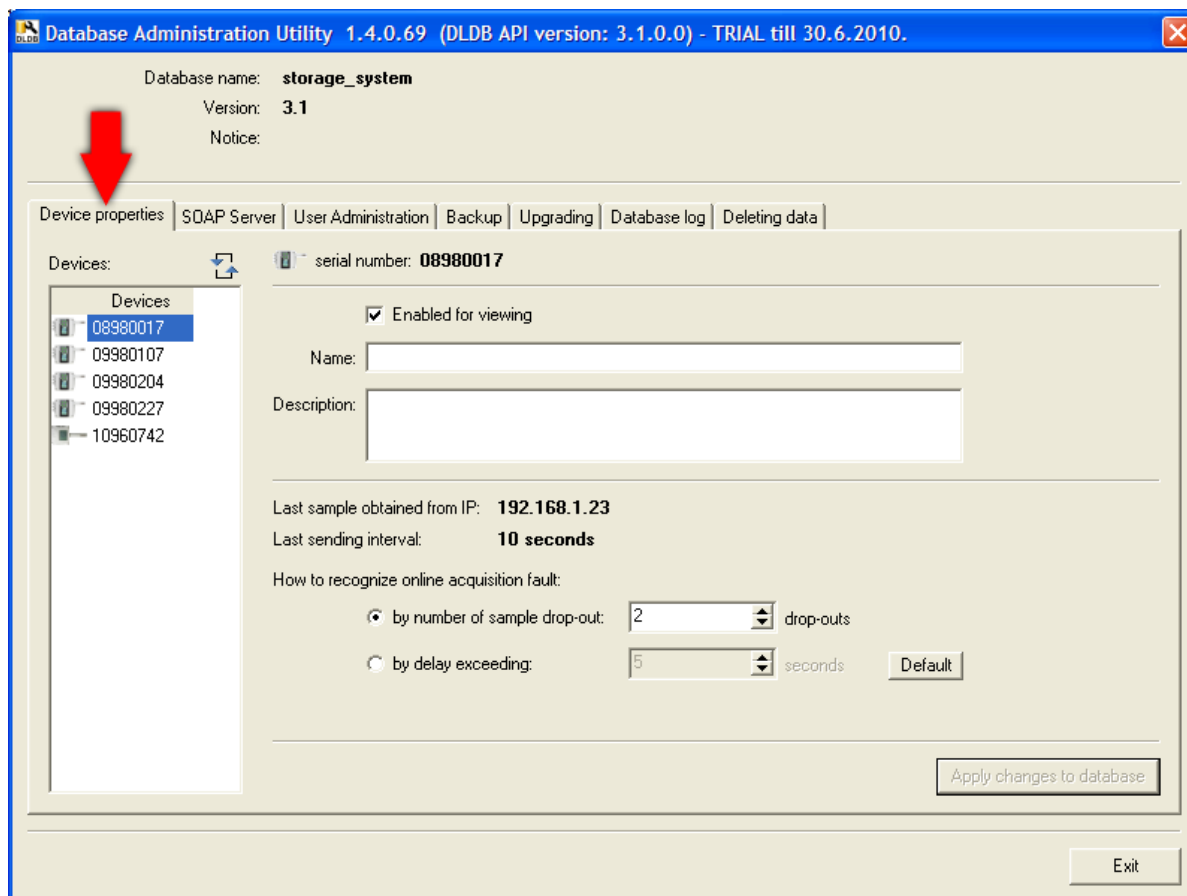 DLDB Database Administration Utility 1.4.0.69 (DLDB API version: 3.1.0.0) - TRIAL till 30.6.2010.
Database name: storage_system
Version: 3.1
Notice:
Device properties SOAP Server User Administration Backup Upgrading Database log Deleting data
Devices:
Devices
08980017
09980107
09980204
09980227
10960742
serial number: 08980017
Enabled for viewing
Name:
Description:
Last sample obtained from IP: 192.168.1.23
Last sending interval: 10 seconds
How to recognize online acquisition fault:
by number of sample drop-out: 2 drop-outs
by delay exceeding: 5 seconds Default
Apply changes to database
Exit